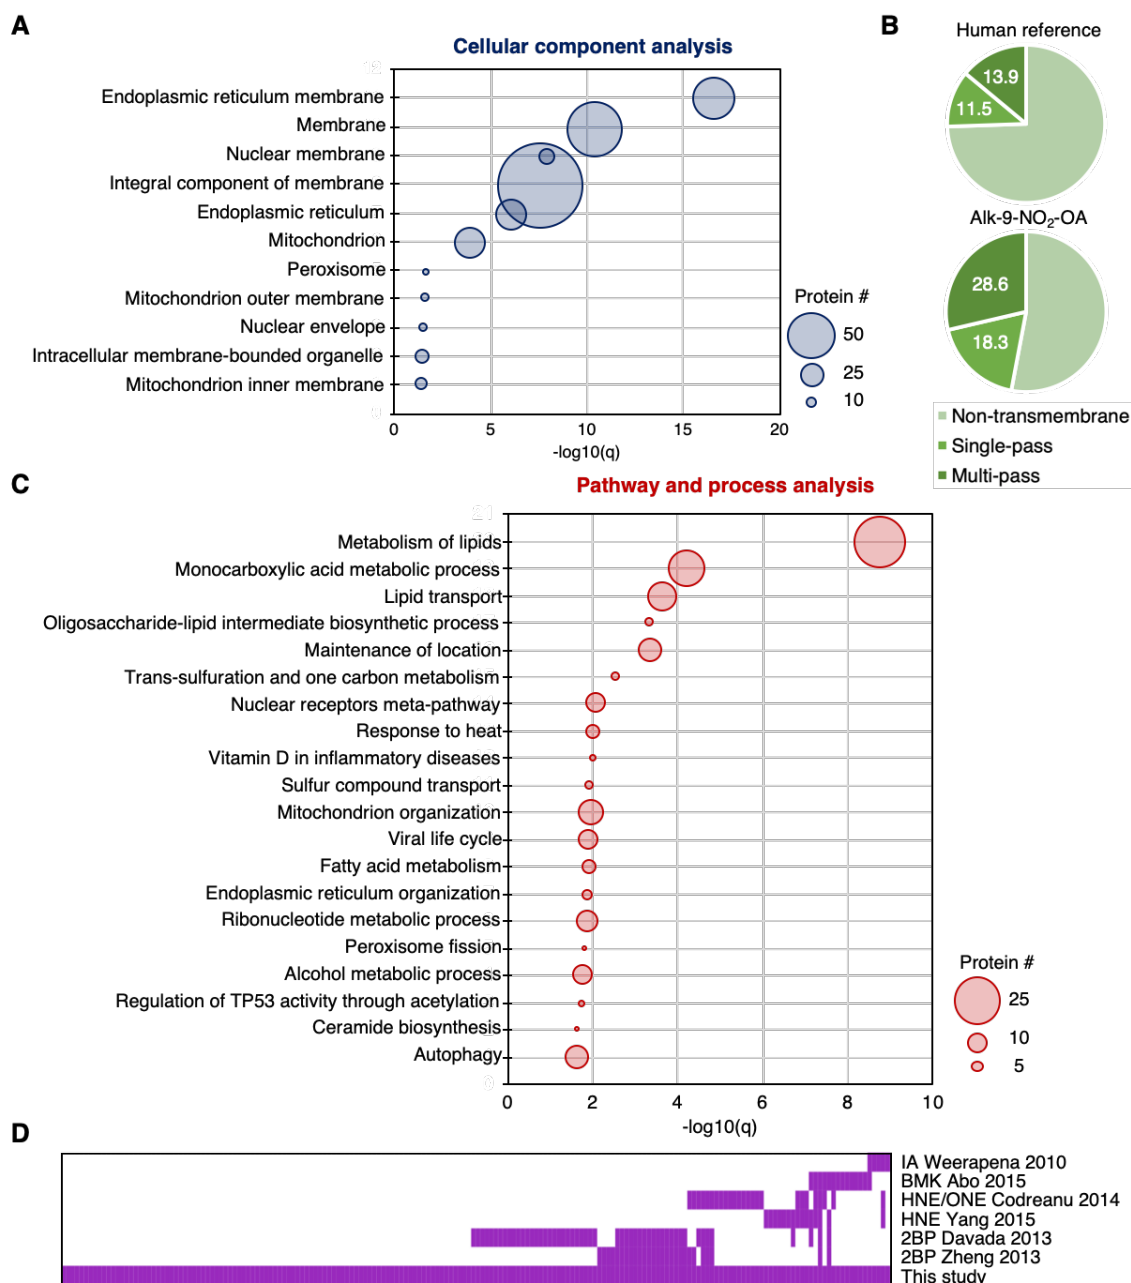 A
Cellular component analysis
Endoplasmic reticulum membrane
Membrane
Nuclear membrane
Integral component of membrane
Endoplasmic reticulum
Mitochondrion
Peroxisome
Mitochondrion outer membrane
Nuclear envelope
Intracellular membrane-bounded organelle
Mitochondrion inner membrane
0 5 10 15 20
-log10(q)
Protein #
50
25
10
B
Human reference
13.9
11.5
Alk-9-NO₂-OA
28.6
18.3
Non-transmembrane
Single-pass
Multi-pass
C
Pathway and process analysis
Metabolism of lipids
Monocarboxylic acid metabolic process
Lipid transport
Oligosaccharide-lipid intermediate biosynthetic process
Maintenance of location
Trans-sulfuration and one carbon metabolism
Nuclear receptors meta-pathway
Response to heat
Vitamin D in inflammatory diseases
Sulfur compound transport
Mitochondrion organization
Viral life cycle
Fatty acid metabolism
Endoplasmic reticulum organization
Ribonucleotide metabolic process
Peroxisome fission
Alcohol metabolic process
Regulation of TP53 activity through acetylation
Ceramide biosynthesis
Autophagy
0 2 4 6 8 10
-log10(q)
Protein #
25
10
5
D
IA Weerapena 2010
BMK Abo 2015
HNE/ONE Codreanu 2014
HNE Yang 2015
2BP Davada 2013
2BP Zheng 2013
This study